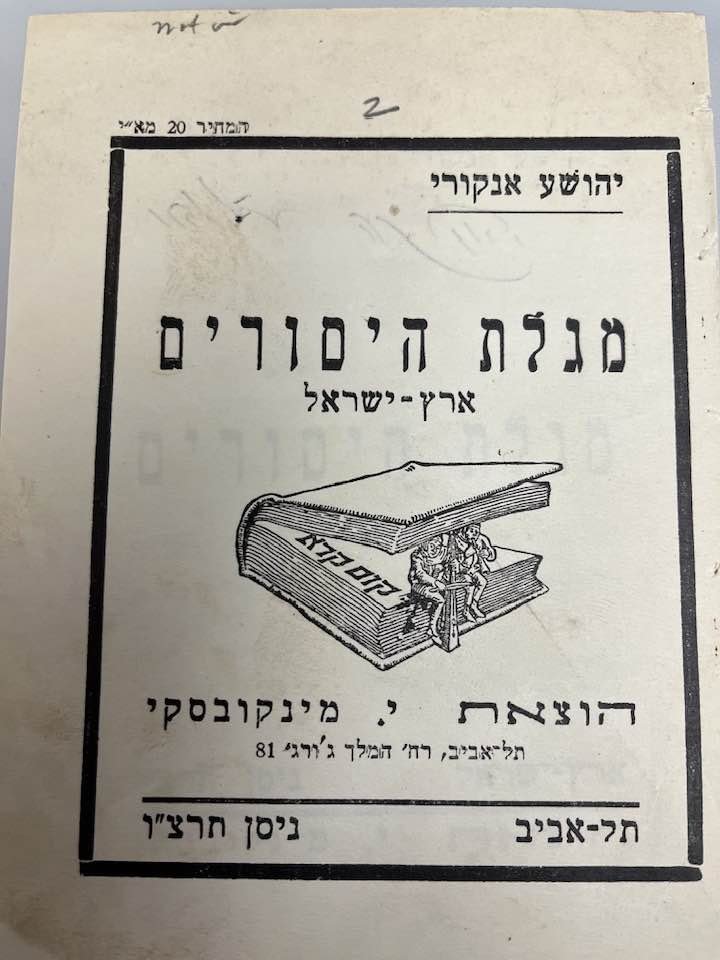 2
המחיר 20 מא״י
יהושע אנקורי
מגלת היסורים
ארץ-ישראל
קום קרא
הוצאת י. מינקובסקי
תל-אביב, רח׳ המלך ג׳ורג׳ 81
תל-אביב ניסן תרצ״ו